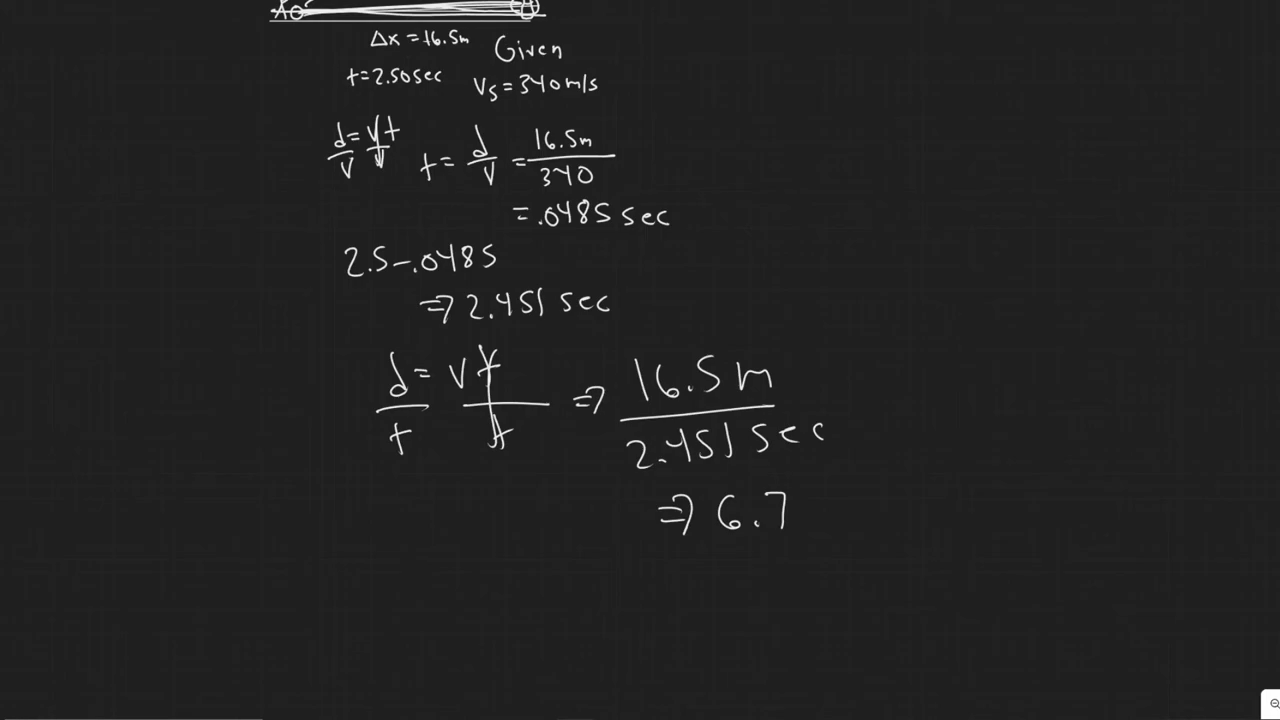 Δx = 16.5m Given
t = 2.50sec Vs = 340m/s
d = Vt
V V
t = d/V = 16.5m/340
= .0485 sec
2.5 - .0485
⇒ 2.451 sec
d = vt ⇒ 16.5m
t t 2.451 sec
⇒ 6.7